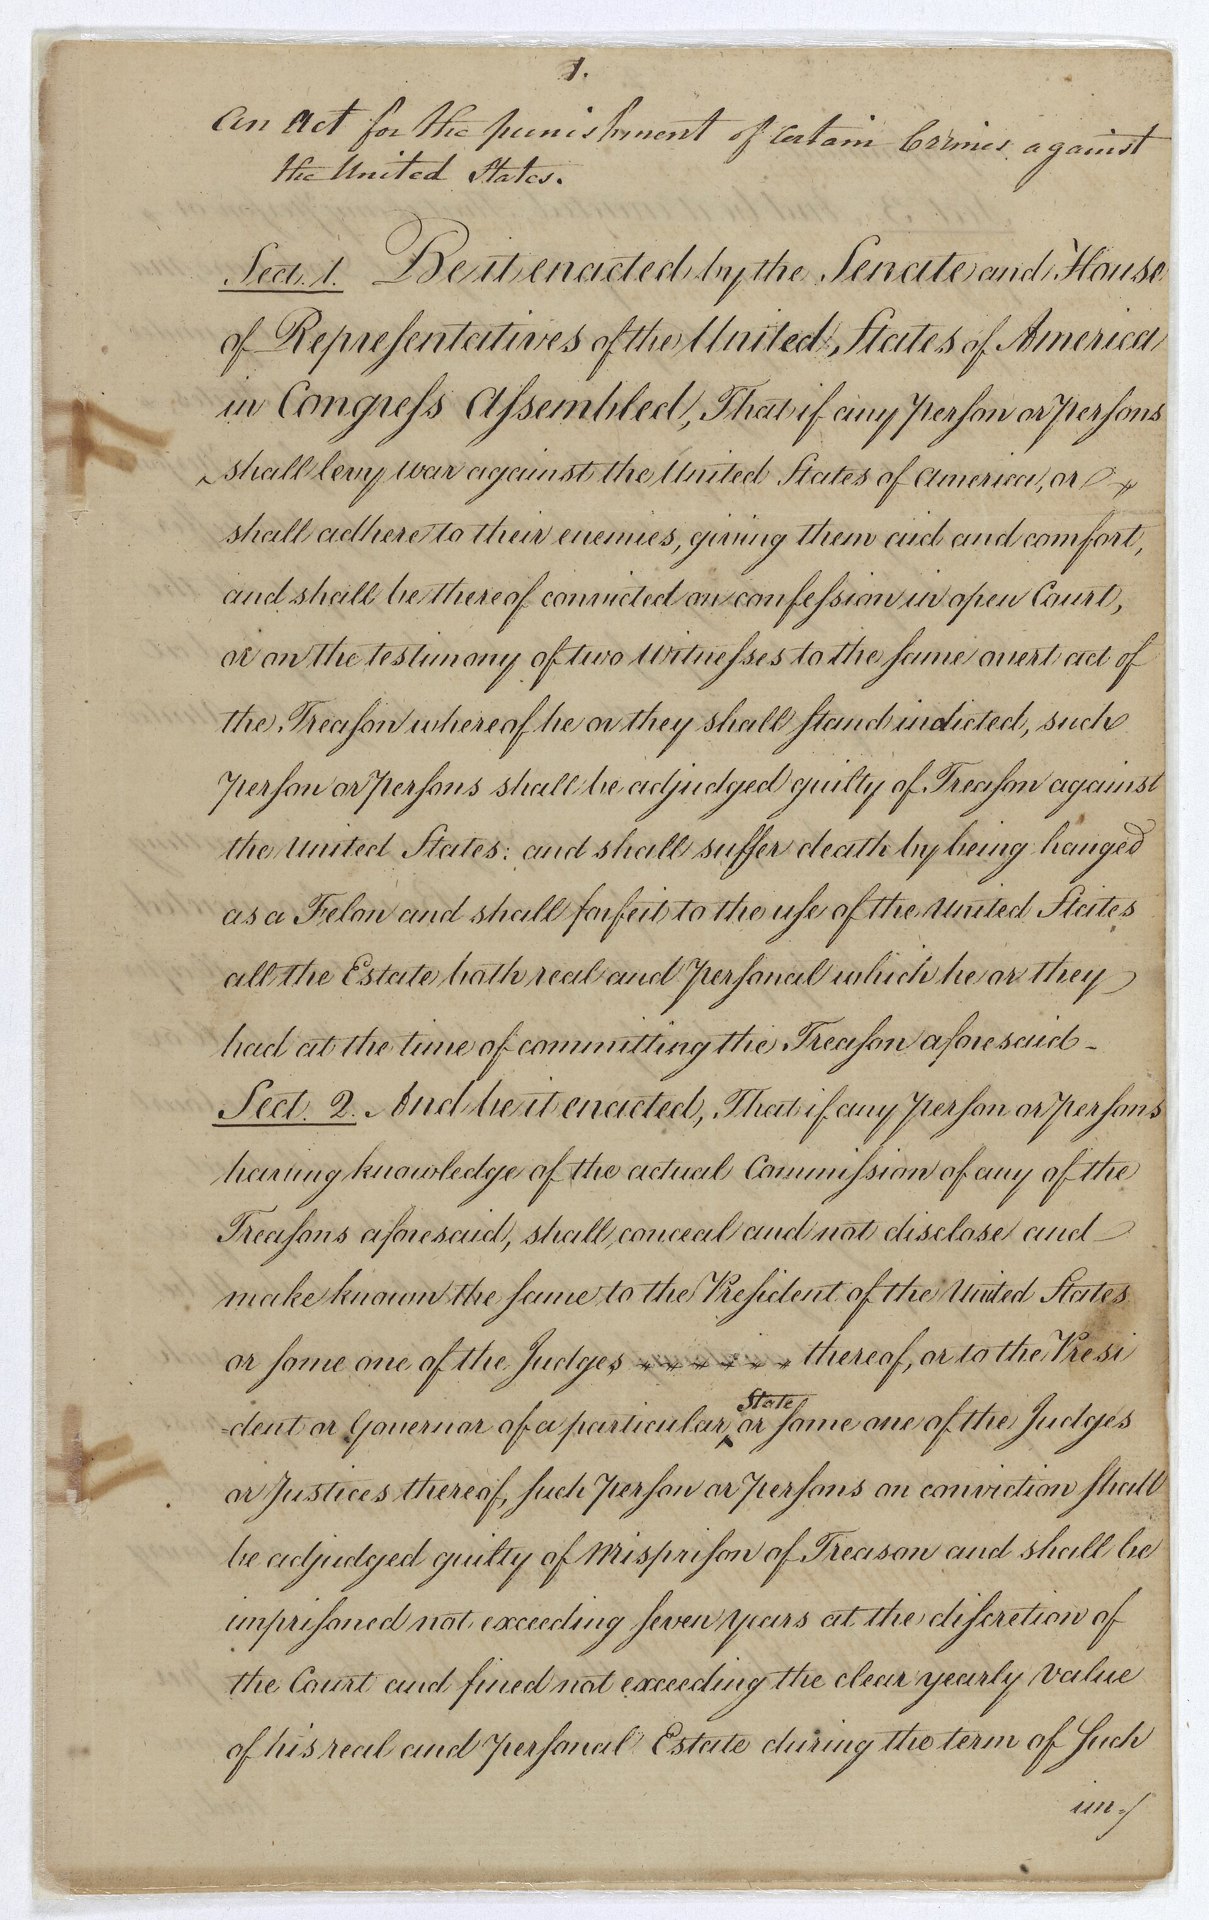 1.
An Act for the punishment of certain Crimes against
the United States.
Sect. 1. Be it enacted by the Senate and House
of Representatives of the United States of America
in Congress Assembled, That if any person or persons
shall levy war against the United States of America, or
shall adhere to their enemies, giving them aid and comfort,
and shall be thereof convicted on confession in open Court,
or on the testimony of two Witnesses to the same overt act of
the Treason whereof he or they shall stand indicted, such
person or persons shall be adjudged guilty of Treason against
the United States: and shall suffer death by being hanged
as a Felon and shall forfeit to the use of the United States
all the Estate both real and personal which he or they
had at the time of committing the Treason aforesaid -
Sect. 2. And be it enacted, That if any person or persons
having knowledge of the actual Commission of any of the
Treasons aforesaid, shall conceal and not disclose and
make known the same to the President of the United States
or some one of the Judges thereof, or to the Presi
State
=dent or Governor of a particular ^ or some one of the Judges
or Justices thereof, such person or persons on conviction shall
be adjudged guilty of Misprison of Treason and shall be
imprisoned not exceeding seven years at the discretion of
the Court and fined not exceeding the clear yearly value
of his real and personal Estate during the term of such
im-/